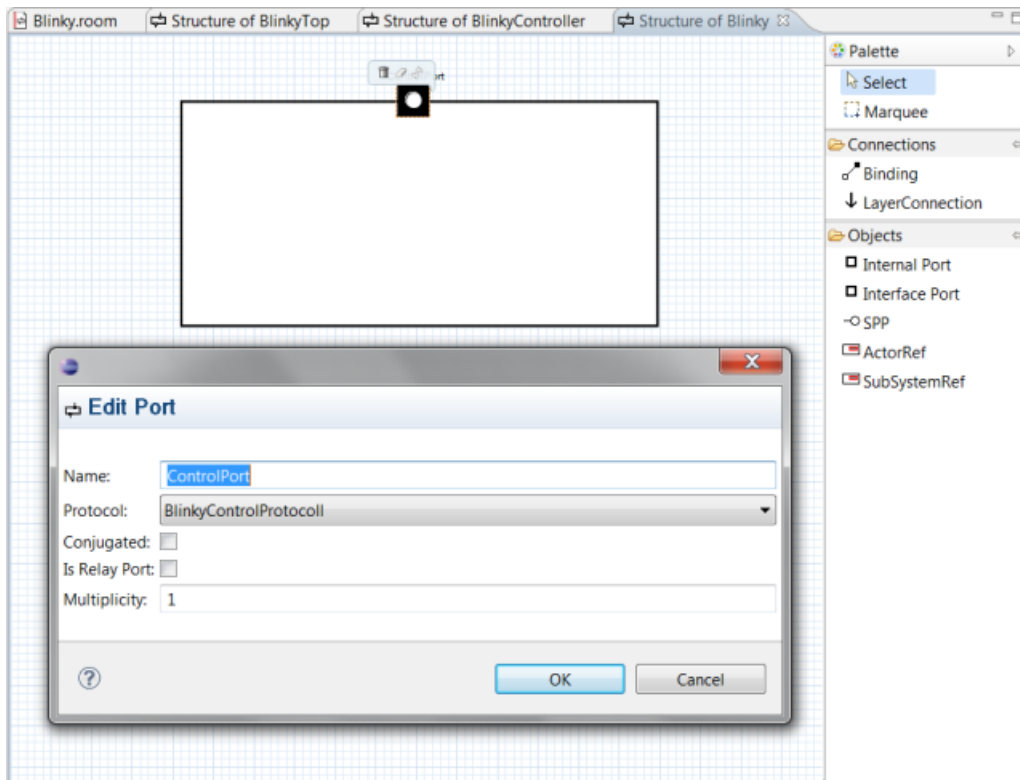 Blinky.room Structure of BlinkyTop Structure of BlinkyController Structure of Blinky
Palette
Select
Marquee
Connections
Binding
LayerConnection
Objects
Internal Port
Interface Port
SPP
ActorRef
SubSystemRef
Edit Port
Name: ControlPort
Protocol: BlinkyControlProtocoll
Conjugated:
Is Relay Port:
Multiplicity: 1
? OK Cancel